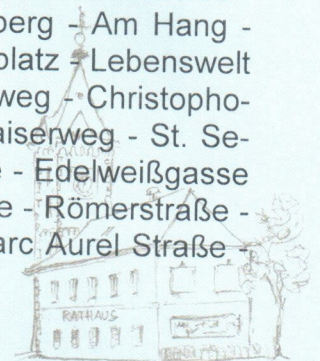 berg - Am Hang -
platz - Lebenswelt
weg - Christopho-
aiserweg - St. Se-
- Edelweißgasse
e - Römerstraße -
arc Aurel Straße -
RATHAUS